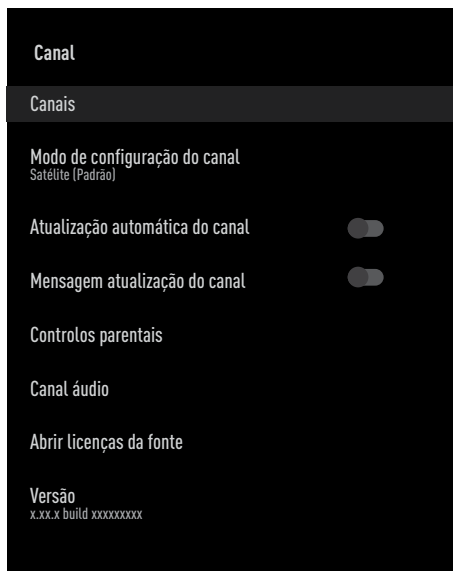 Canal
Canais
Modo de configuração do canal
Satélite (Padrão)
Atualização automática do canal
Mensagem atualização do canal
Controlos parentais
Canal áudio
Abrir licenças da fonte
Versão
x.xx.x build xxxxxxxxx